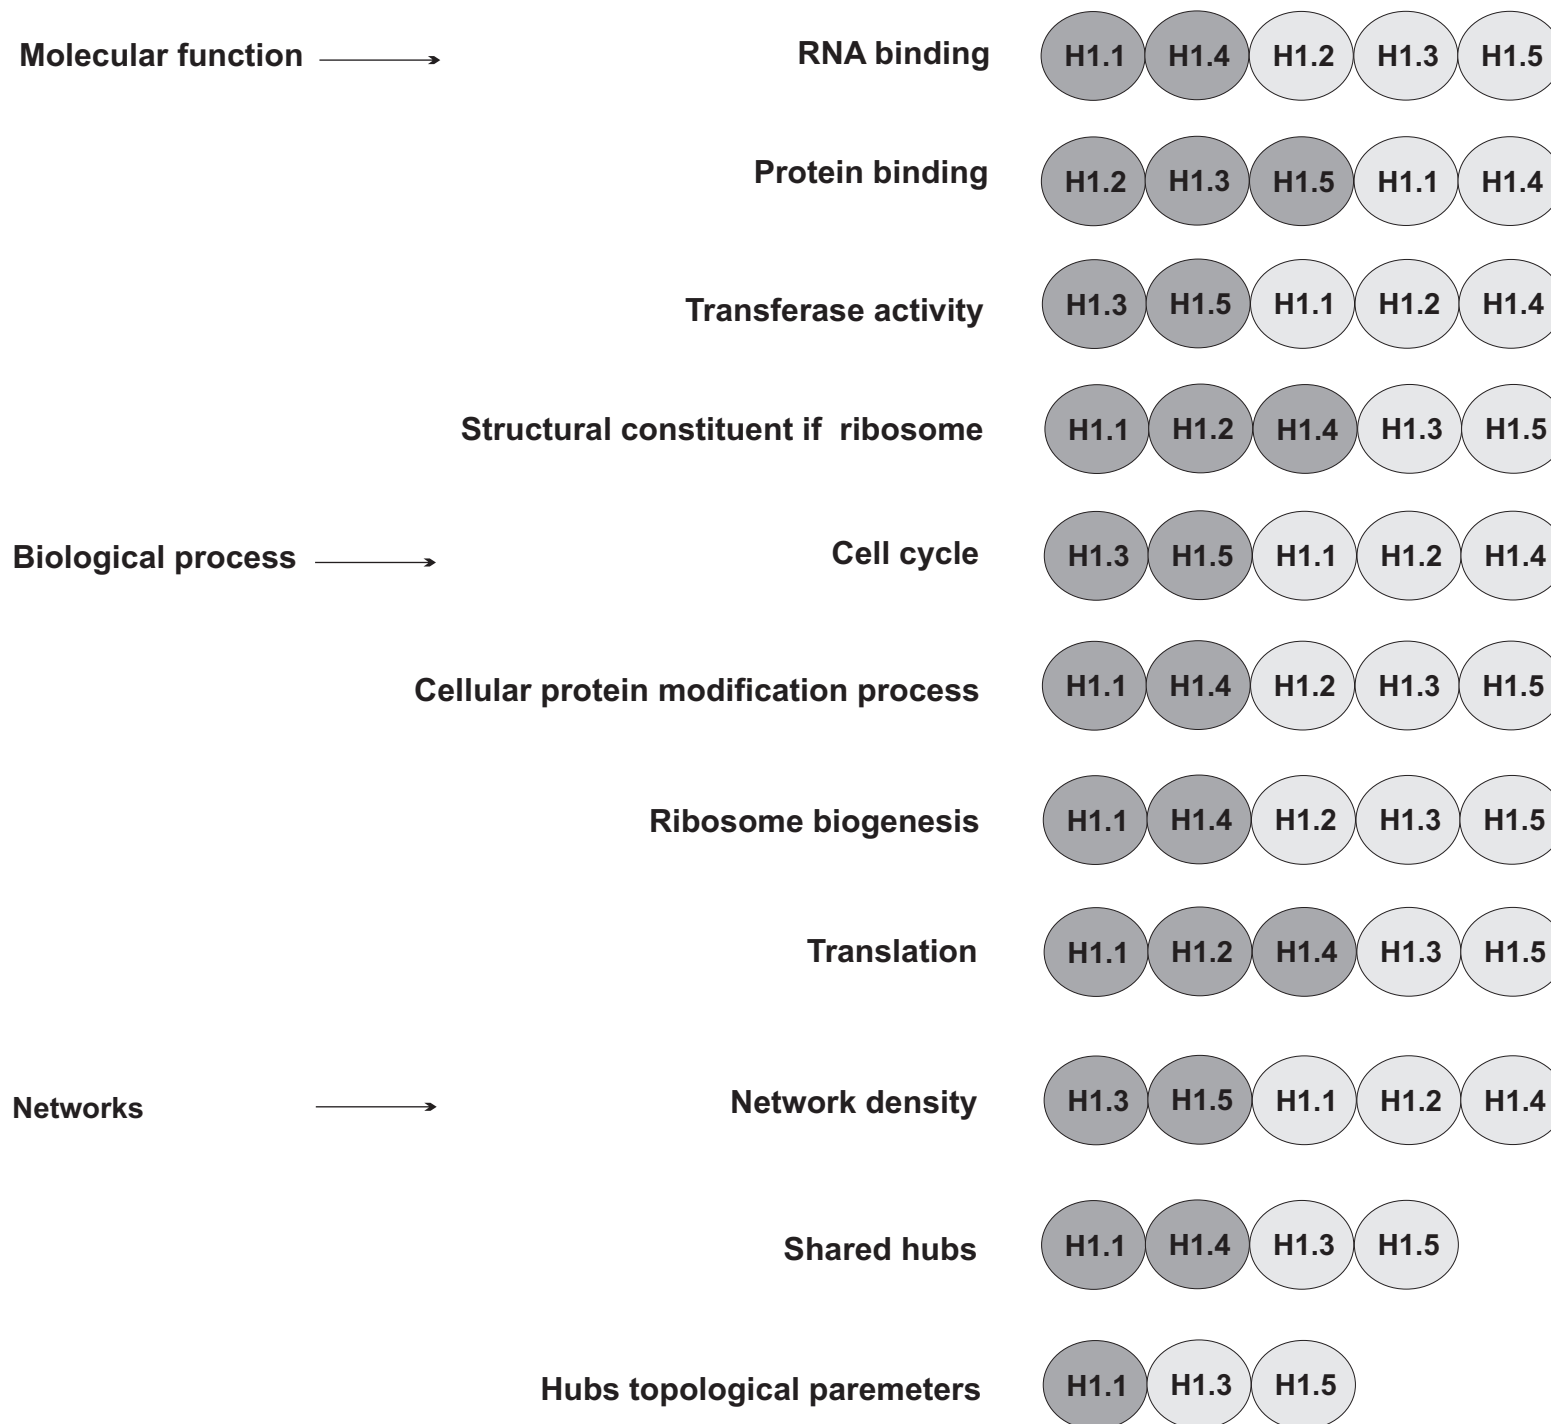 Molecular function RNA binding H1.1 H1.4 H1.2 H1.3 H1.5
Protein binding H1.2 H1.3 H1.5 H1.1 H1.4
Transferase activity H1.3 H1.5 H1.1 H1.2 H1.4
Structural constituent if ribosome H1.1 H1.2 H1.4 H1.3 H1.5
Biological process Cell cycle H1.3 H1.5 H1.1 H1.2 H1.4
Cellular protein modification process H1.1 H1.4 H1.2 H1.3 H1.5
Ribosome biogenesis H1.1 H1.4 H1.2 H1.3 H1.5
Translation H1.1 H1.2 H1.4 H1.3 H1.5
Networks Network density H1.3 H1.5 H1.1 H1.2 H1.4
Shared hubs H1.1 H1.4 H1.3 H1.5
Hubs topological paremeters H1.1 H1.3 H1.5